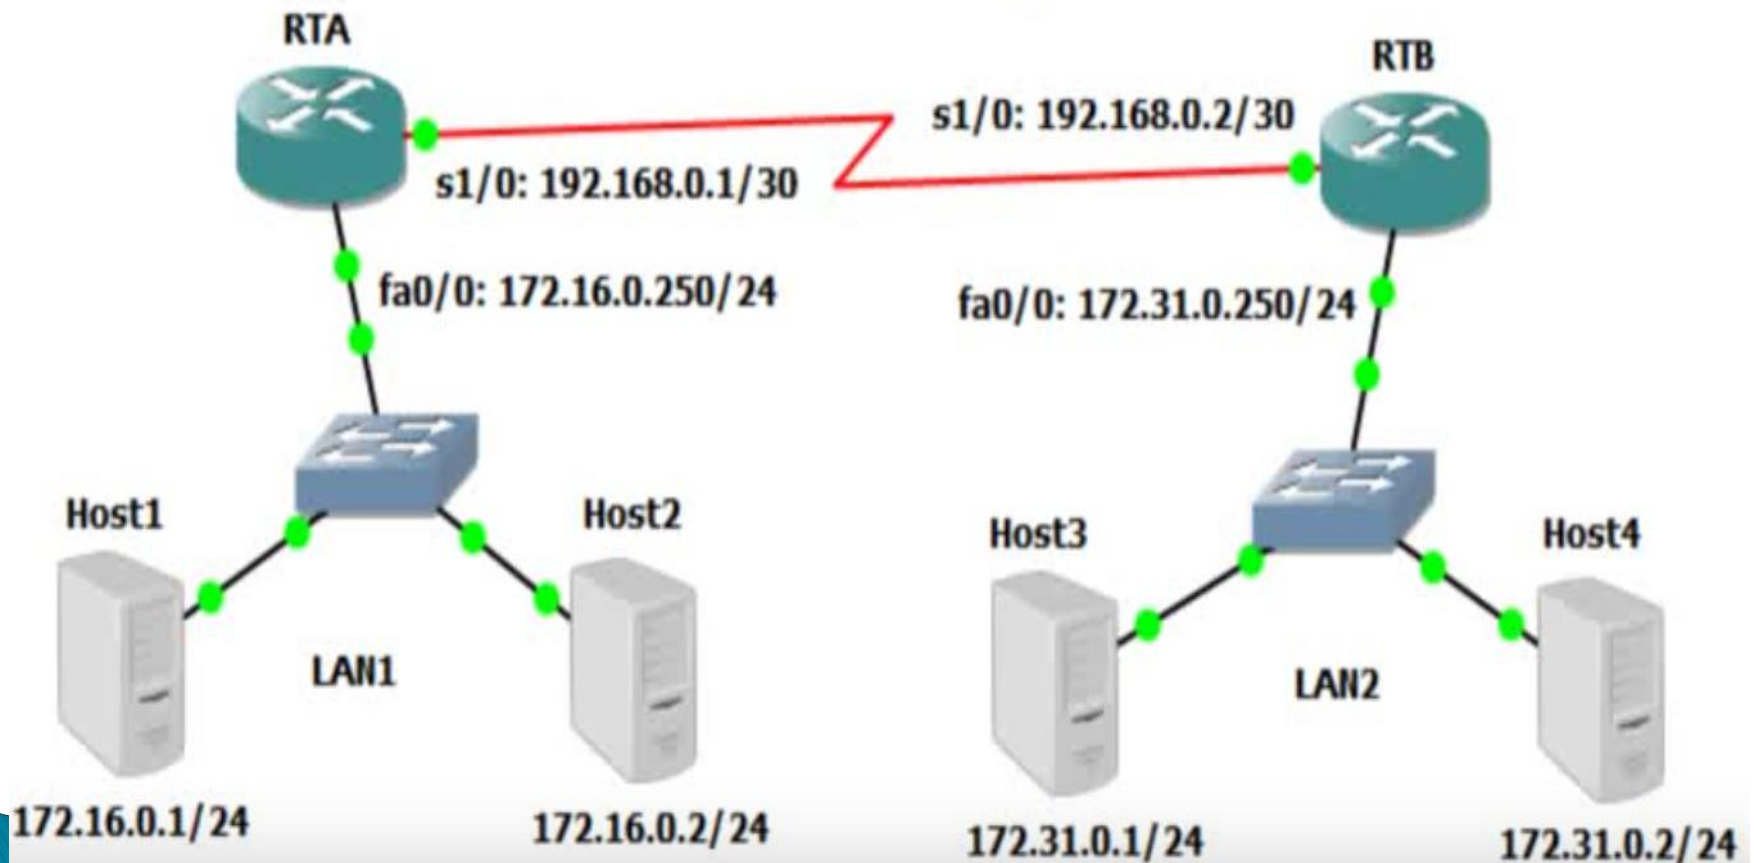 RTA
RTB
s1/0: 192.168.0.2/30
s1/0: 192.168.0.1/30
fa0/0: 172.16.0.250/24
fa0/0: 172.31.0.250/24
Host1
Host2
Host3
Host4
LAN1
LAN2
172.16.0.1/24
172.16.0.2/24
172.31.0.1/24
172.31.0.2/24